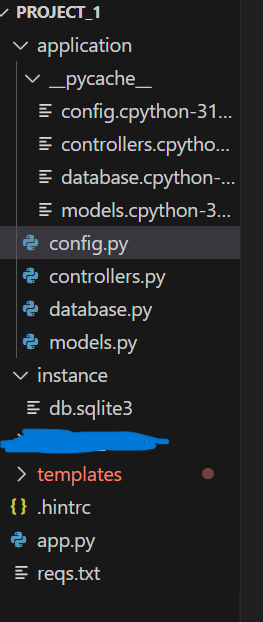 PROJECT_1
application
__pycache__
config.cpython-31...
controllers.cpytho...
database.cpython-...
models.cpython-3...
config.py
controllers.py
database.py
models.py
instance
db.sqlite3
templates
{} .hintrc
app.py
reqs.txt